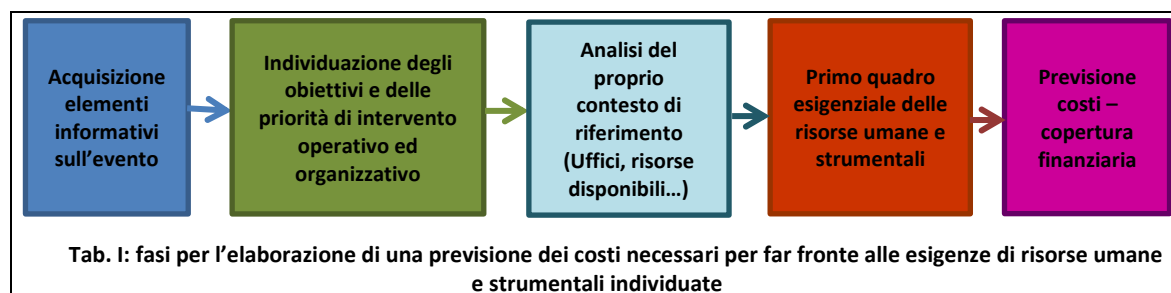 Acquisizione
elementi
informativi
sull’evento
Individuazione degli
obiettivi e delle
priorità di intervento
operativo ed
organizzativo
Analisi del
proprio
contesto di
riferimento
(Uffici, risorse
disponibili…)
Primo quadro
esigenziale delle
risorse umane e
strumentali
Previsione
costi –
copertura
finanziaria
Tab. I: fasi per l’elaborazione di una previsione dei costi necessari per far fronte alle esigenze di risorse umane
e strumentali individuate